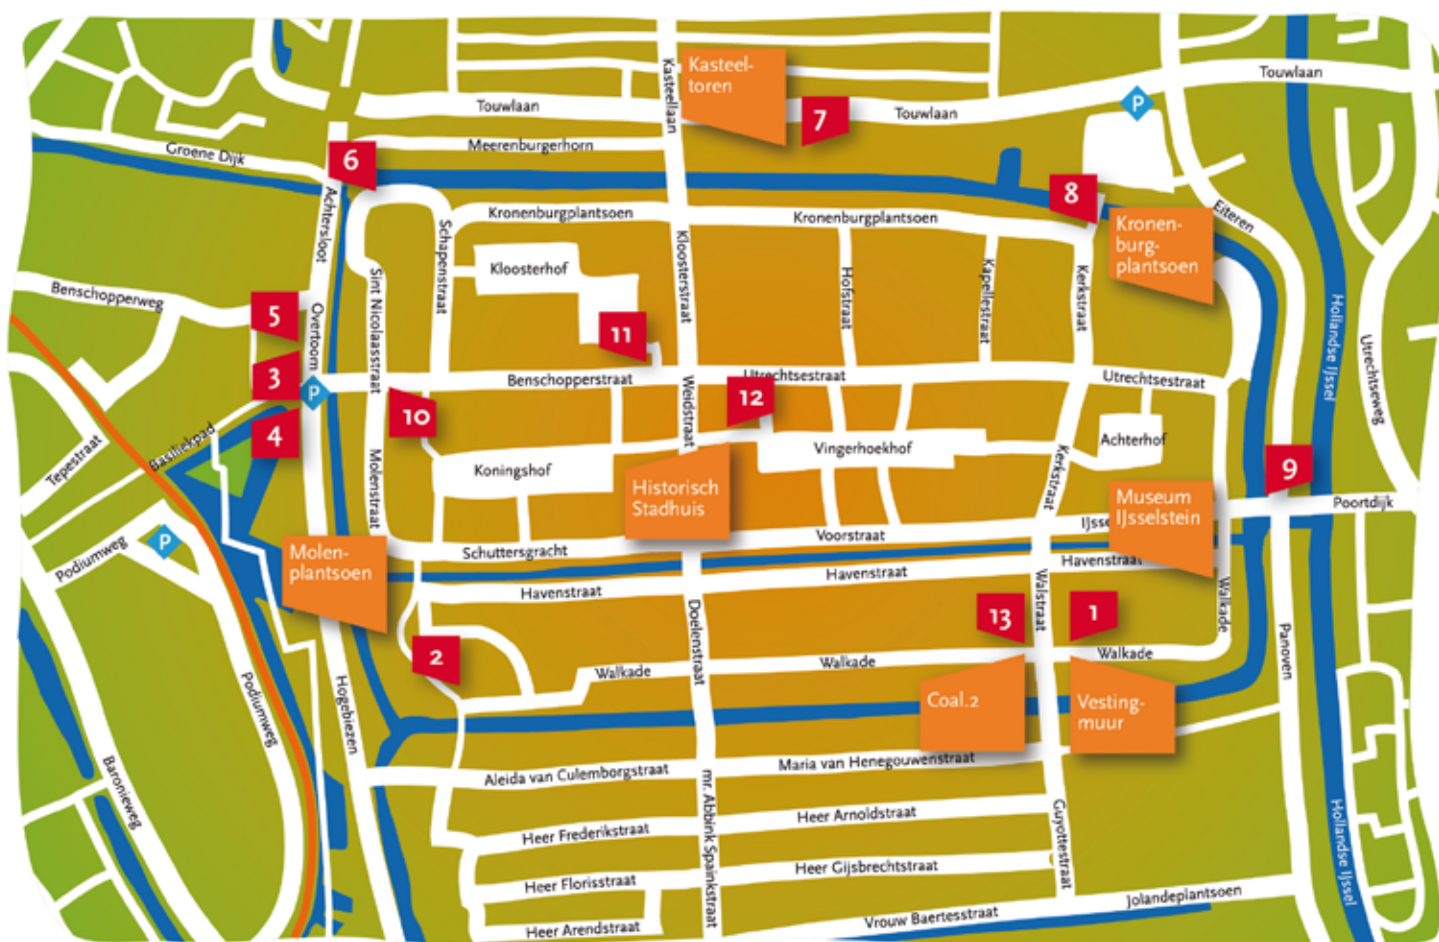 Kasteel-
toren
Touwlaan
P
Touwlaan
7
Touwlaan
Kasteellaan
Groene Dijk
6
Meerenburgerhorn
8
Kronen-
burg-
plantsoen
Eiteren
Achtersloot
Schapenstraat
Kronenburgplantsoen
Kronenburgplantsoen
Kloosterstraat
Kloosterhof
Hofstraat
Kapellestraat
Kerkstraat
Sint Nicolaasstraat
Benschopperweg
5
Overtoom
11
Hollandse IJssel
Utrechtseweg
3
P
Benschopperstraat
Utrechtsestraat
Utrechtsestraat
Weidstraat
12
10
4
Basiliekpad
Tepestraat
Molenstraat
Koningshof
Vingerhoekhof
Achterhof
Kerkstraat
9
Historisch
Stadhuis
Museum
IJsselstein
Poortdijk
IJsse
Voorstraat
Schuttersgracht
Podiumweg
P
Molen-
plantsoen
Havenstraat
Havenstraat
Havenstraat
Walstraat
Walkade
Doelenstraat
13
1
2
Walkade
Walkade
Walkade
Panoven
Podiumweg
Hogebiezen
Coal.2
Vesting-
muur
Baronieweg
Aleida van Culemborgstraat
Maria van Henegouwenstraat
mr. Abbink Spainkstraat
Guyottestraat
Hollandse IJssel
Heer Frederikstraat
Heer Arnoldstraat
Heer Florisstraat
Heer Gijsbrechtstraat
Heer Arendstraat
Vrouw Baertesstraat
Jolandeplantsoen